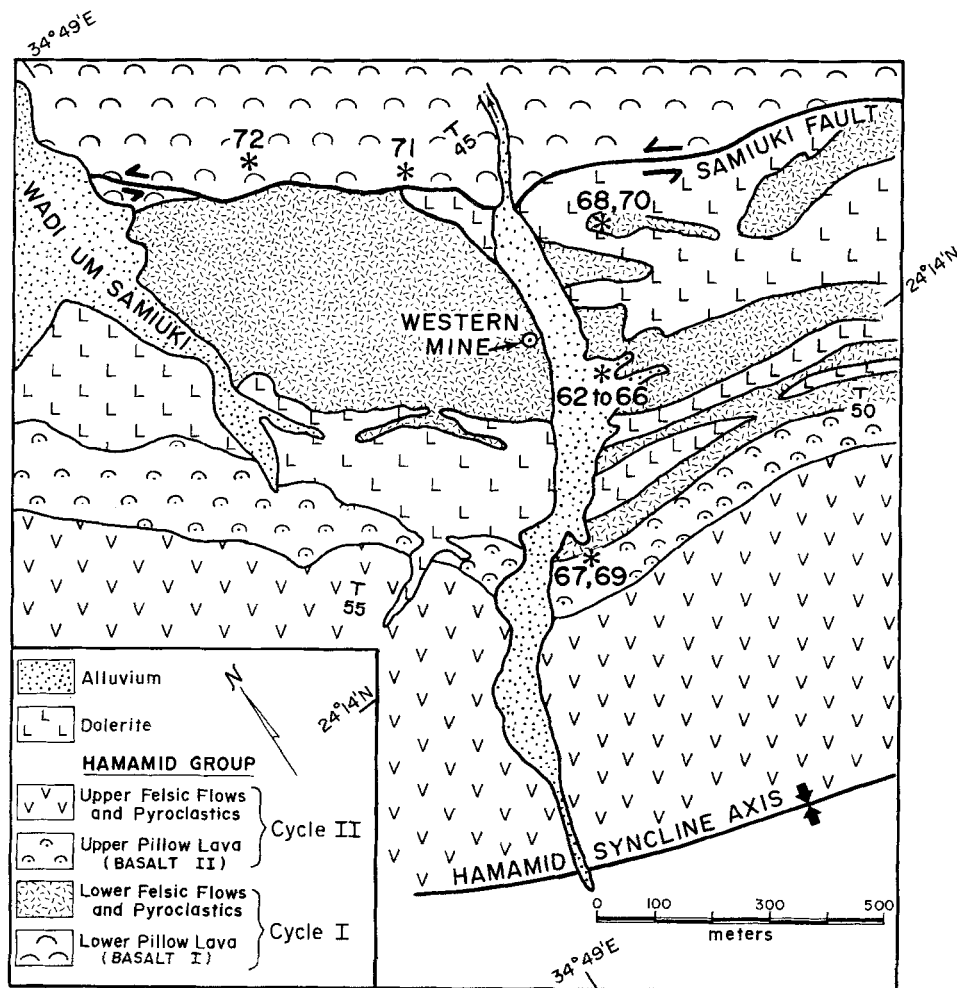 34°49'E
72
71
45
SAMIUKI FAULT
68,70
24°14'N
WADI UM SAMIUKI
WESTERN
MINE
62 to 66
50
67,69
55
24°14'N
N
Alluvium
Dolerite
HAMAMID GROUP
Upper Felsic Flows
and Pyroclastics
Cycle II
Upper Pillow Lava
(BASALT II)
Lower Felsic Flows
and Pyroclastics
Cycle I
Lower Pillow Lava
(BASALT I)
HAMAMID SYNCLINE AXIS
0 100 300 500
meters
34°49'E